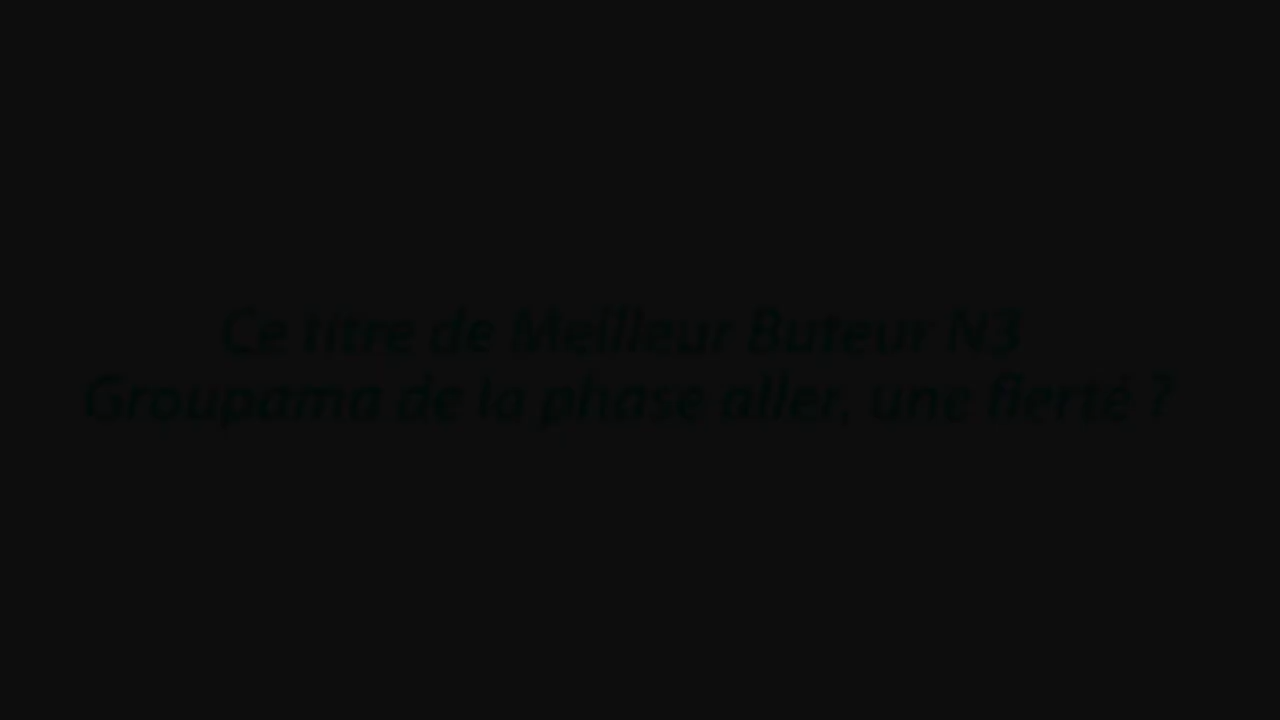 Ce titre de Meilleur Buteur N3
Groupama de la phase aller, une fierté ?